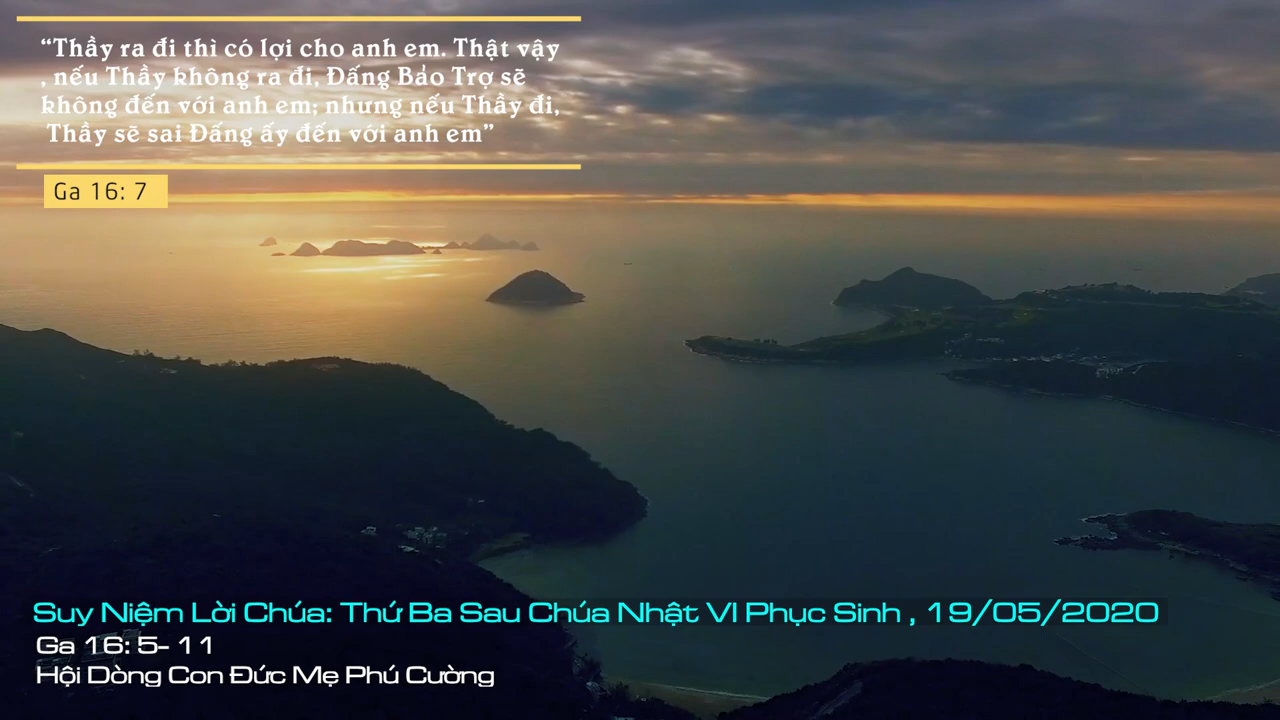 “Thầy ra đi thì có lợi cho anh em. Thật vậy
, nếu Thầy không ra đi, Đấng Bảo Trợ sẽ
không đến với anh em; nhưng nếu Thầy đi,
Thầy sẽ sai Đấng ấy đến với anh em”
Ga 16: 7
Suy Niệm Lời Chúa: Thứ Ba Sau Chúa Nhật VI Phục Sinh , 19/05/2020
Ga 16: 5- 11
Hội Dòng Con Đức Mẹ Phú Cường